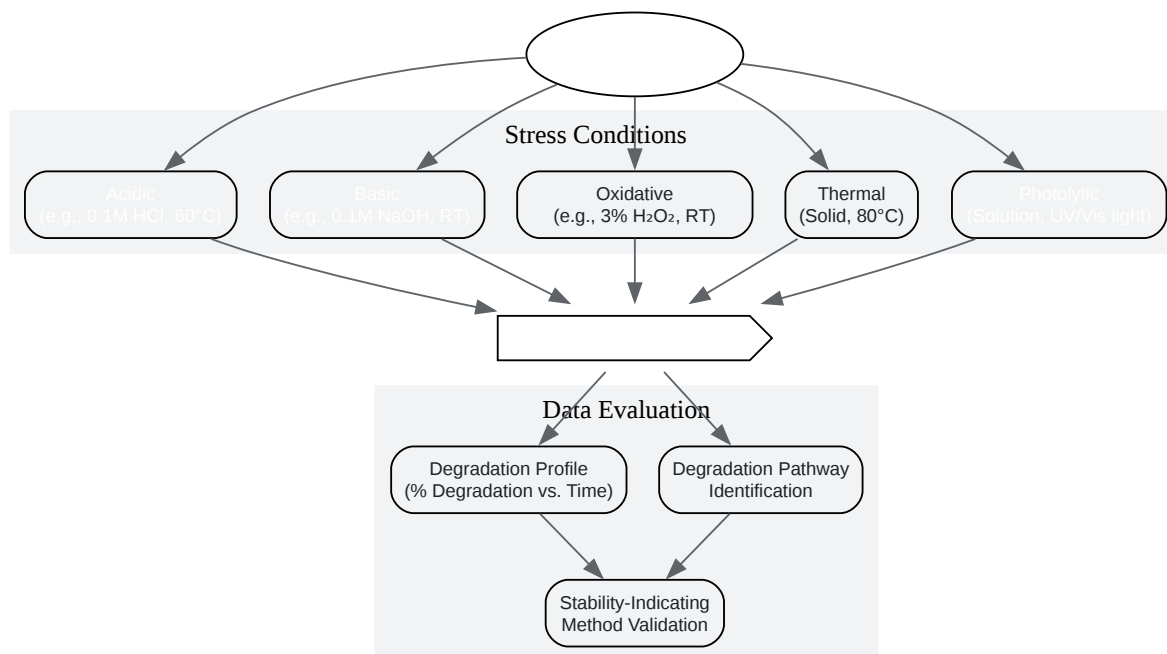 Stress Conditions
Acidic
(e.g., 0.1M HCl, 60°C)
Basic
(e.g., 0.1M NaOH, RT)
Oxidative
(e.g., 3% H₂O₂, RT)
Thermal
(Solid, 80°C)
Photolytic
(Solution, UV/Vis light)
Data Evaluation
Degradation Profile
(% Degradation vs. Time)
Degradation Pathway
Identification
Stability-Indicating
Method Validation